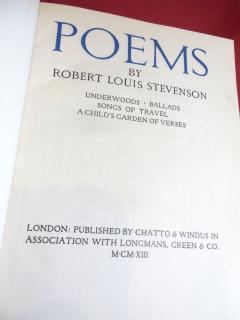 POEMS
BY
ROBERT LOUIS STEVENSON
UNDERWOODS · BALLADS
SONGS OF TRAVEL
A CHILD'S GARDEN OF VERSES
LONDON: PUBLISHED BY CHATTO & WINDUS IN
ASSOCIATION WITH LONGMANS, GREEN & CO.
M·CM·XIII